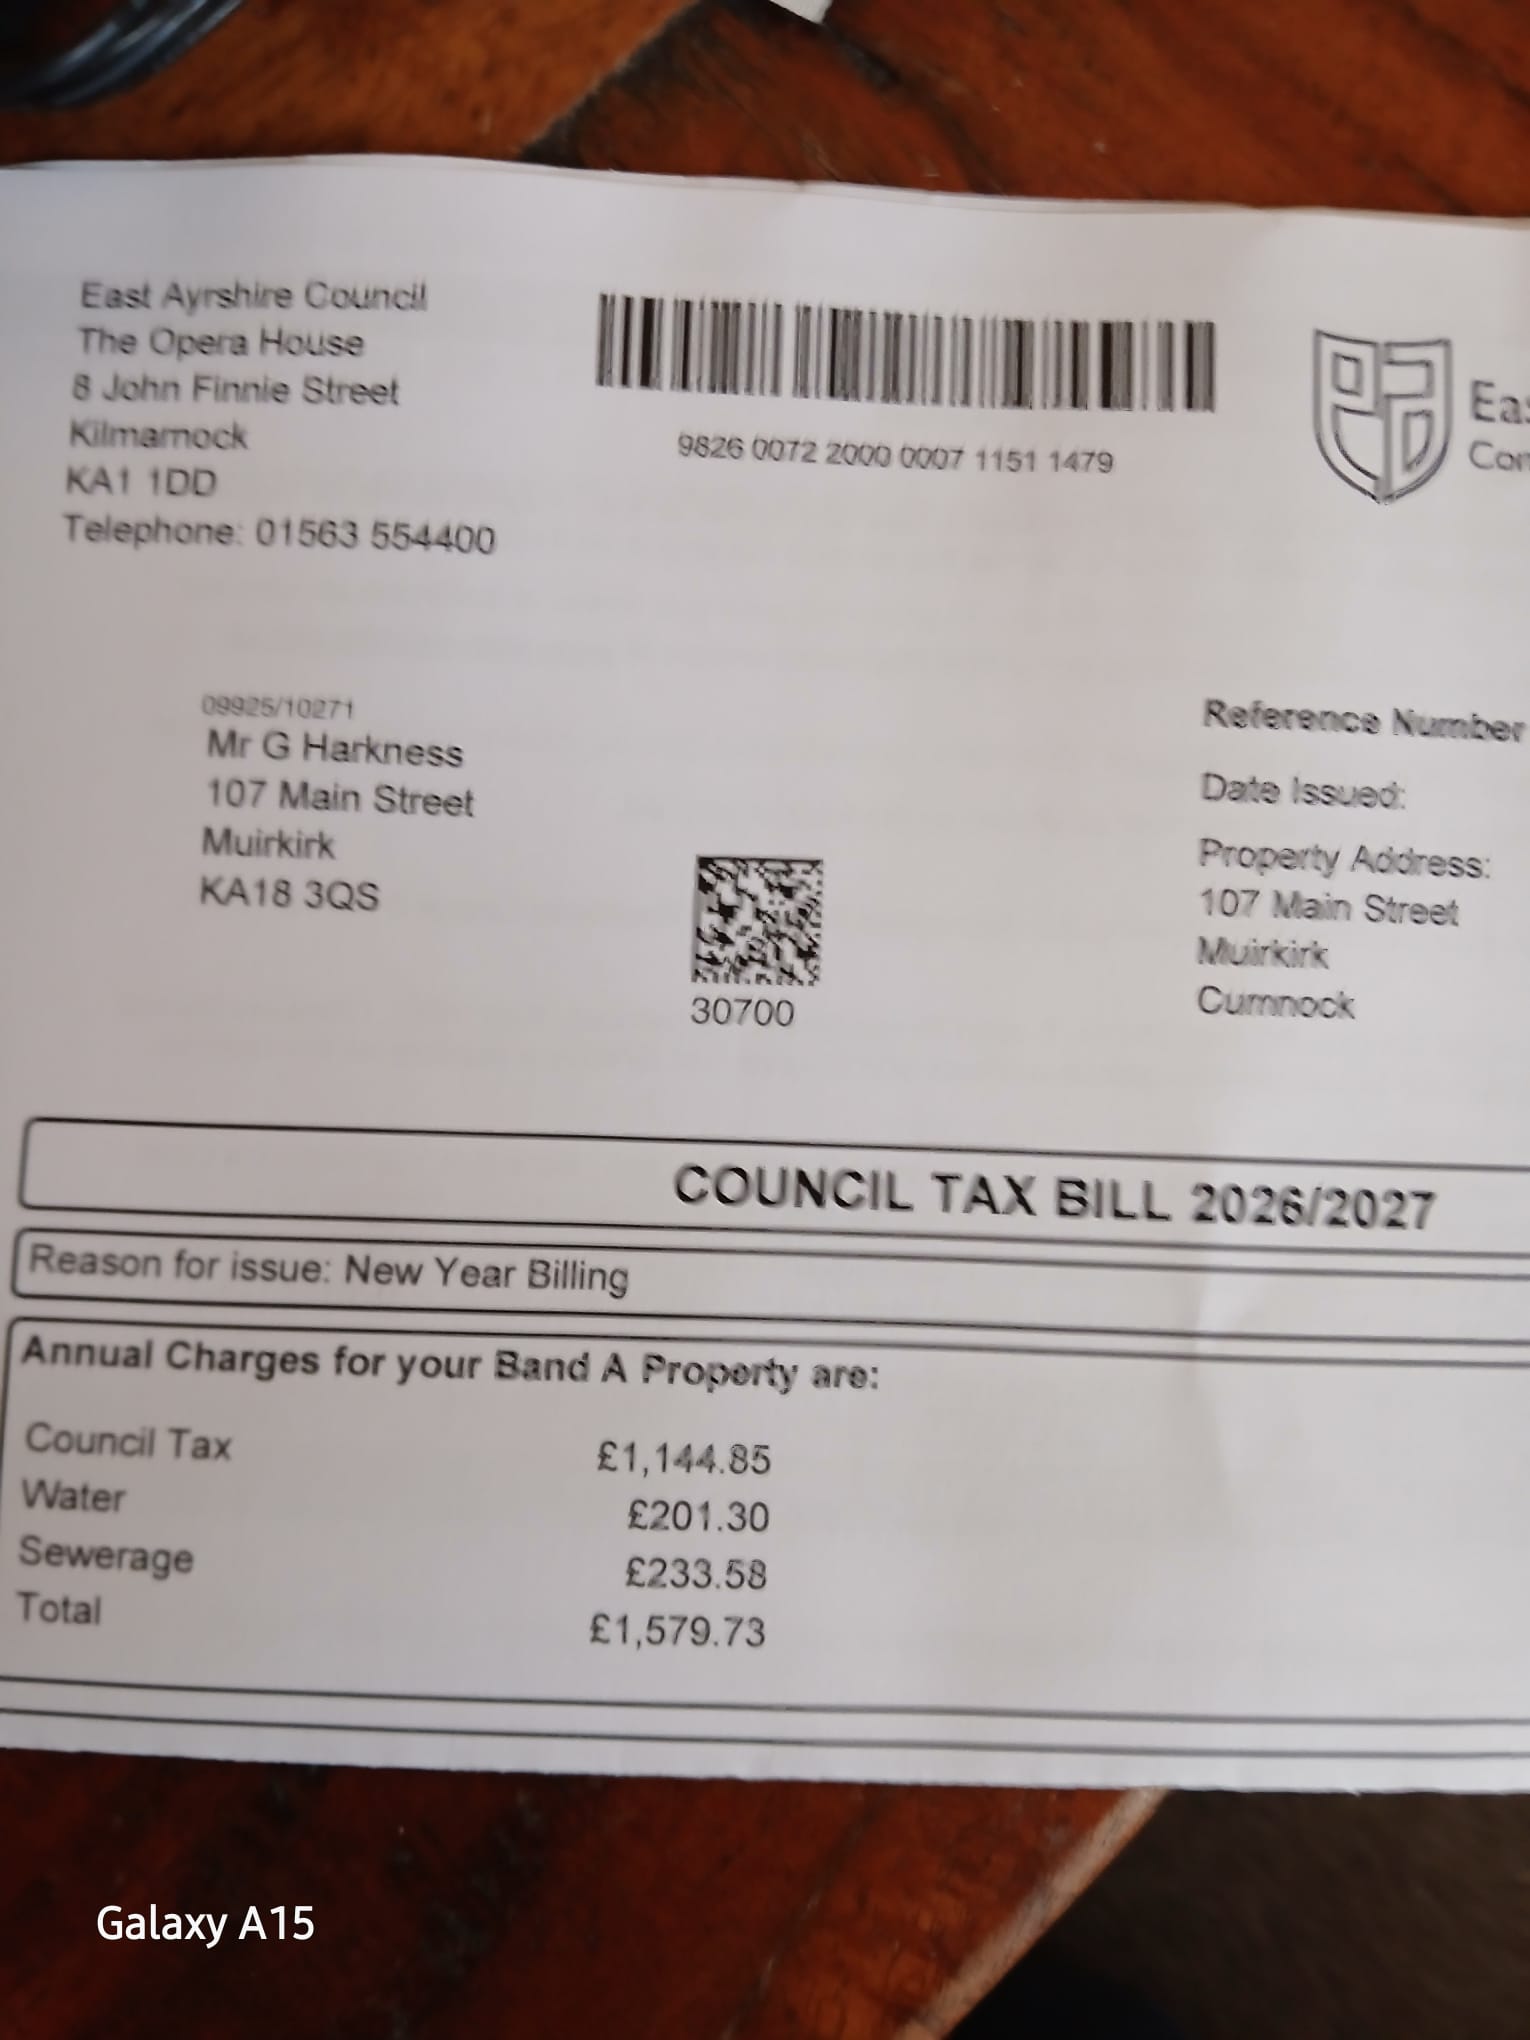 East Ayrshire Council
The Opera House
8 John Finnie Street
Kilmarnock
KA1 1DD
Telephone: 01563 554400
9826 0072 2000 0007 1151 1479
Eas
Con
09925/10271
Mr G Harkness
107 Main Street
Muirkirk
KA18 3QS
30700
Reference Number
Date Issued:
Property Address:
107 Main Street
Muirkirk
Cumnock
COUNCIL TAX BILL 2026/2027
Reason for issue: New Year Billing
Annual Charges for your Band A Property are:
Council Tax £1,144.85
Water £201.30
Sewerage £233.58
Total £1,579.73
Galaxy A15